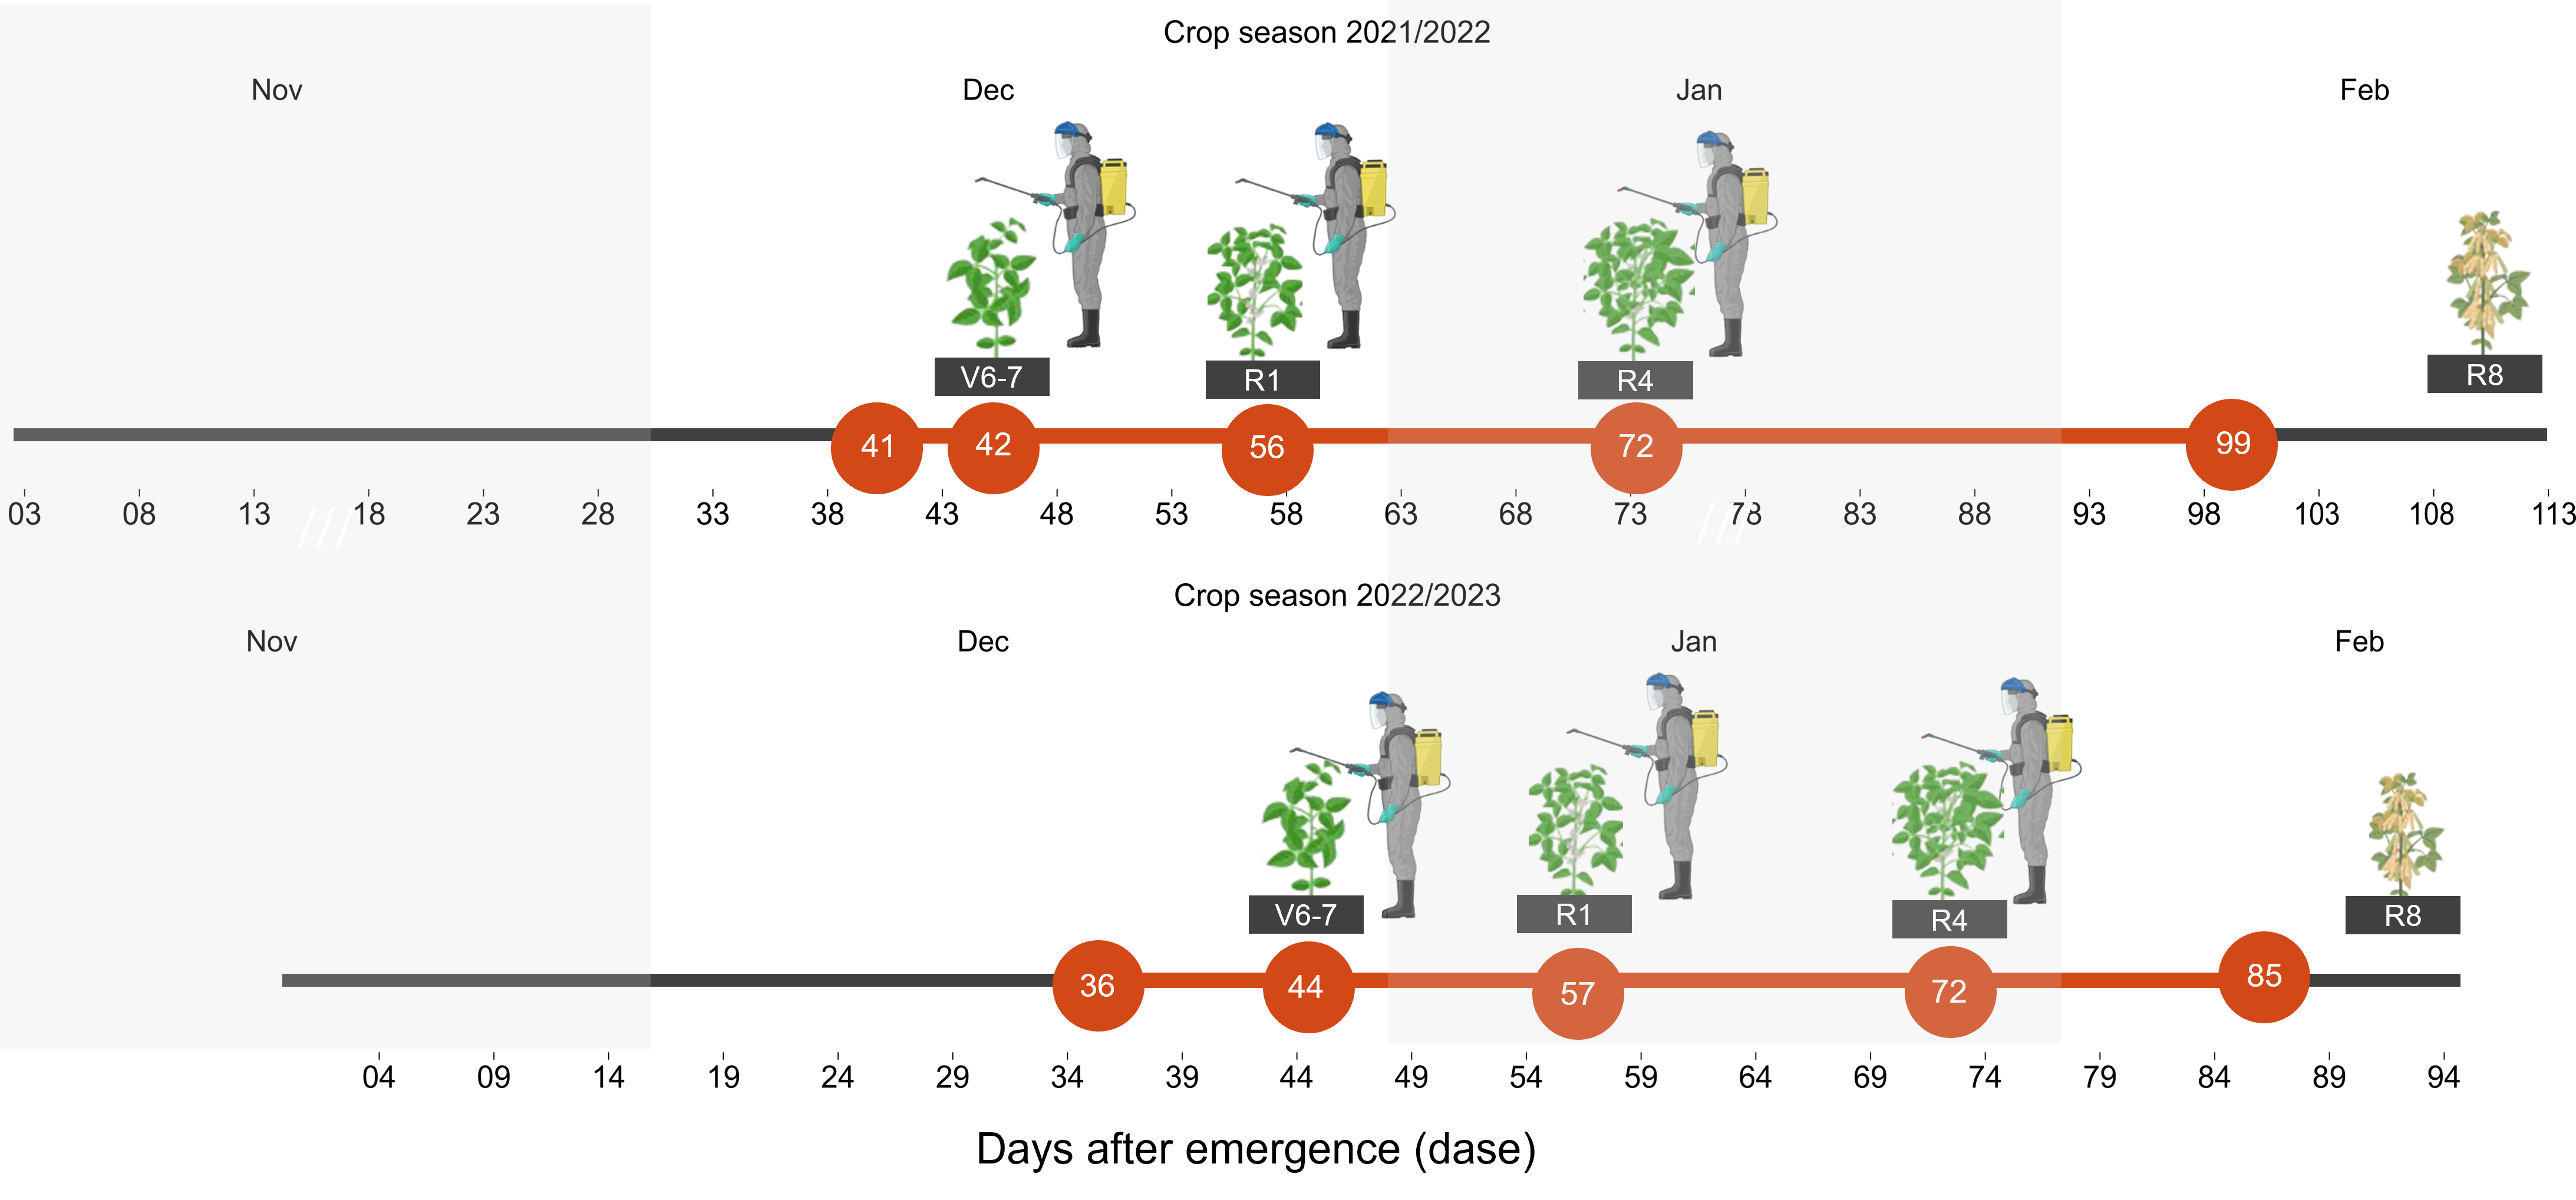 Crop season 2021/2022
Nov Dec Jan Feb
V6-7 R1 R4 R8
41 42 56 72 99
03 08 13 18 23 28 33 38 43 48 53 58 63 68 73 78 83 88 93 98 103 108 113
Crop season 2022/2023
Nov Dec Jan Feb
V6-7 R1 R4 R8
36 44 57 72 85
04 09 14 19 24 29 34 39 44 49 54 59 64 69 74 79 84 89 94
Days after emergence (dase)